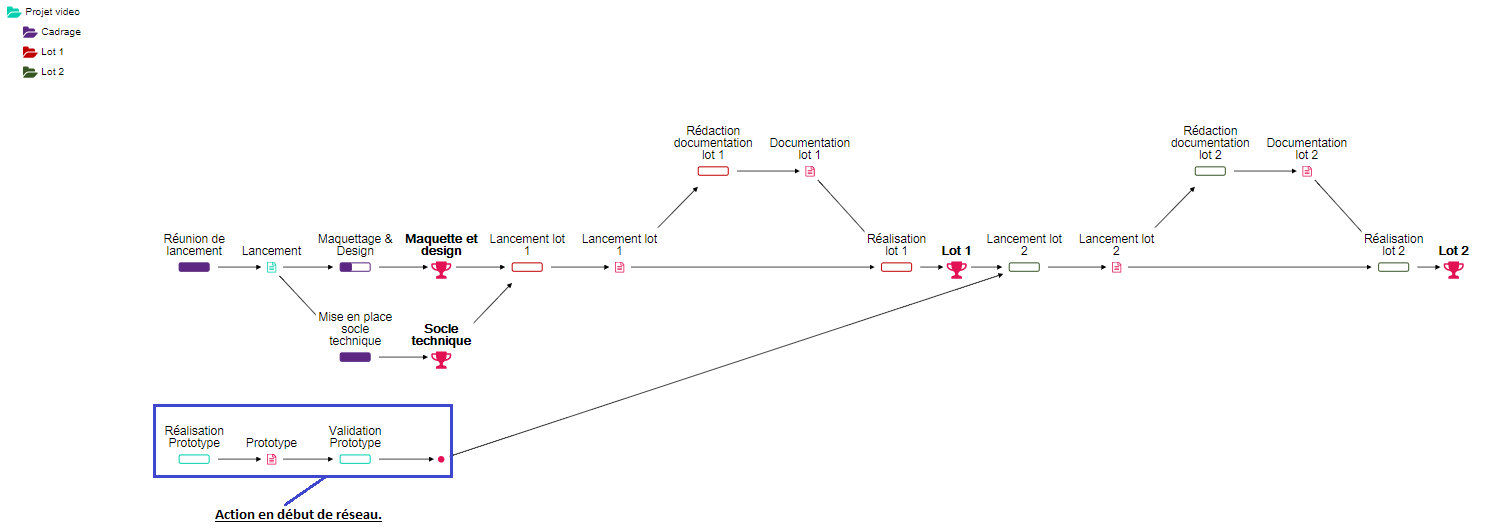 Projet video
Cadrage
Lot 1
Lot 2
Rédaction
documentation
lot 1
Documentation
lot 1
Rédaction
documentation
lot 2
Documentation
lot 2
Réunion de
lancement
Lancement
Maquettage &
Design
Maquette et
design
Lancement lot
1
Lancement lot
1
Réalisation
lot 1
Lot 1
Lancement lot
2
Lancement lot
2
Réalisation
lot 2
Lot 2
Mise en place
socle
technique
Socle
technique
Réalisation
Prototype
Prototype
Validation
Prototype
Action en début de réseau.